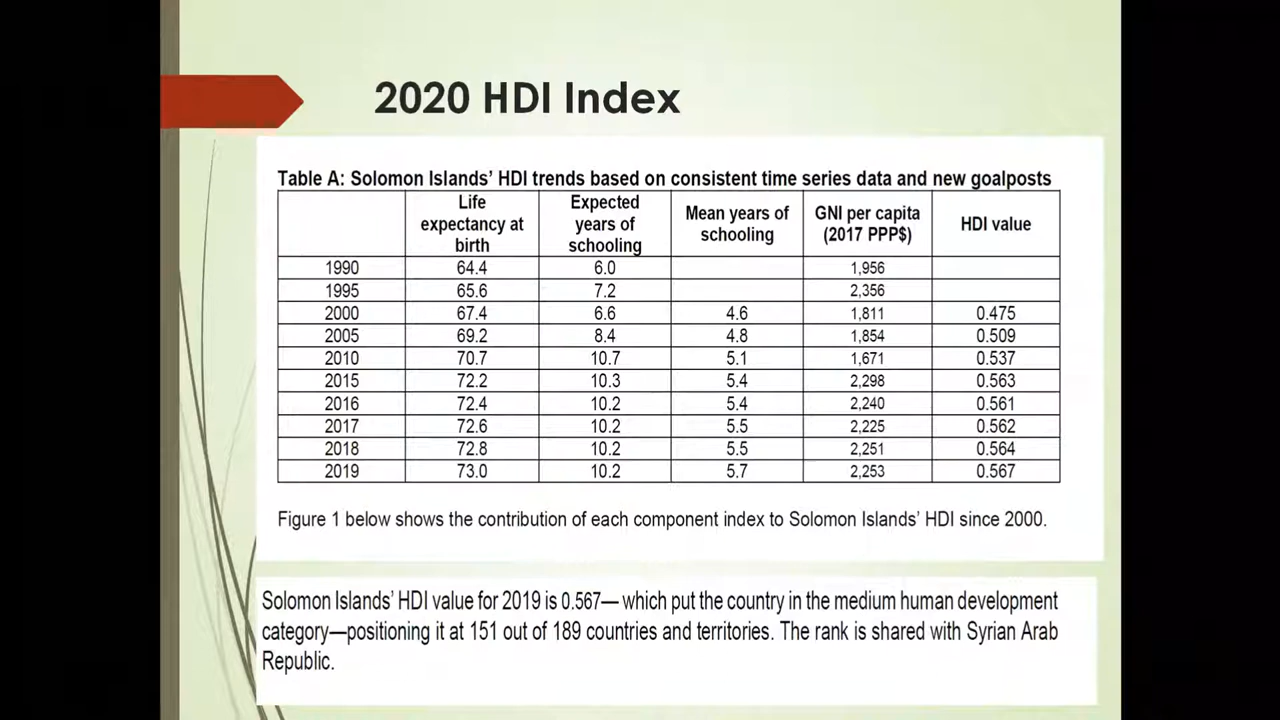 2020 HDI Index
Table A: Solomon Islands' HDI trends based on consistent time series data and new goalposts
Life expectancy at birth Expected years of schooling Mean years of schooling GNI per capita (2017 PPP$) HDI value
1990 64.4 6.0 1,956
1995 65.6 7.2 2,356
2000 67.4 6.6 4.6 1,811 0.475
2005 69.2 8.4 4.8 1,854 0.509
2010 70.7 10.7 5.1 1,671 0.537
2015 72.2 10.3 5.4 2,298 0.563
2016 72.4 10.2 5.4 2,240 0.561
2017 72.6 10.2 5.5 2,225 0.562
2018 72.8 10.2 5.5 2,251 0.564
2019 73.0 10.2 5.7 2,253 0.567
Figure 1 below shows the contribution of each component index to Solomon Islands' HDI since 2000.
Solomon Islands' HDI value for 2019 is 0.567— which put the country in the medium human development
category—positioning it at 151 out of 189 countries and territories. The rank is shared with Syrian Arab
Republic.